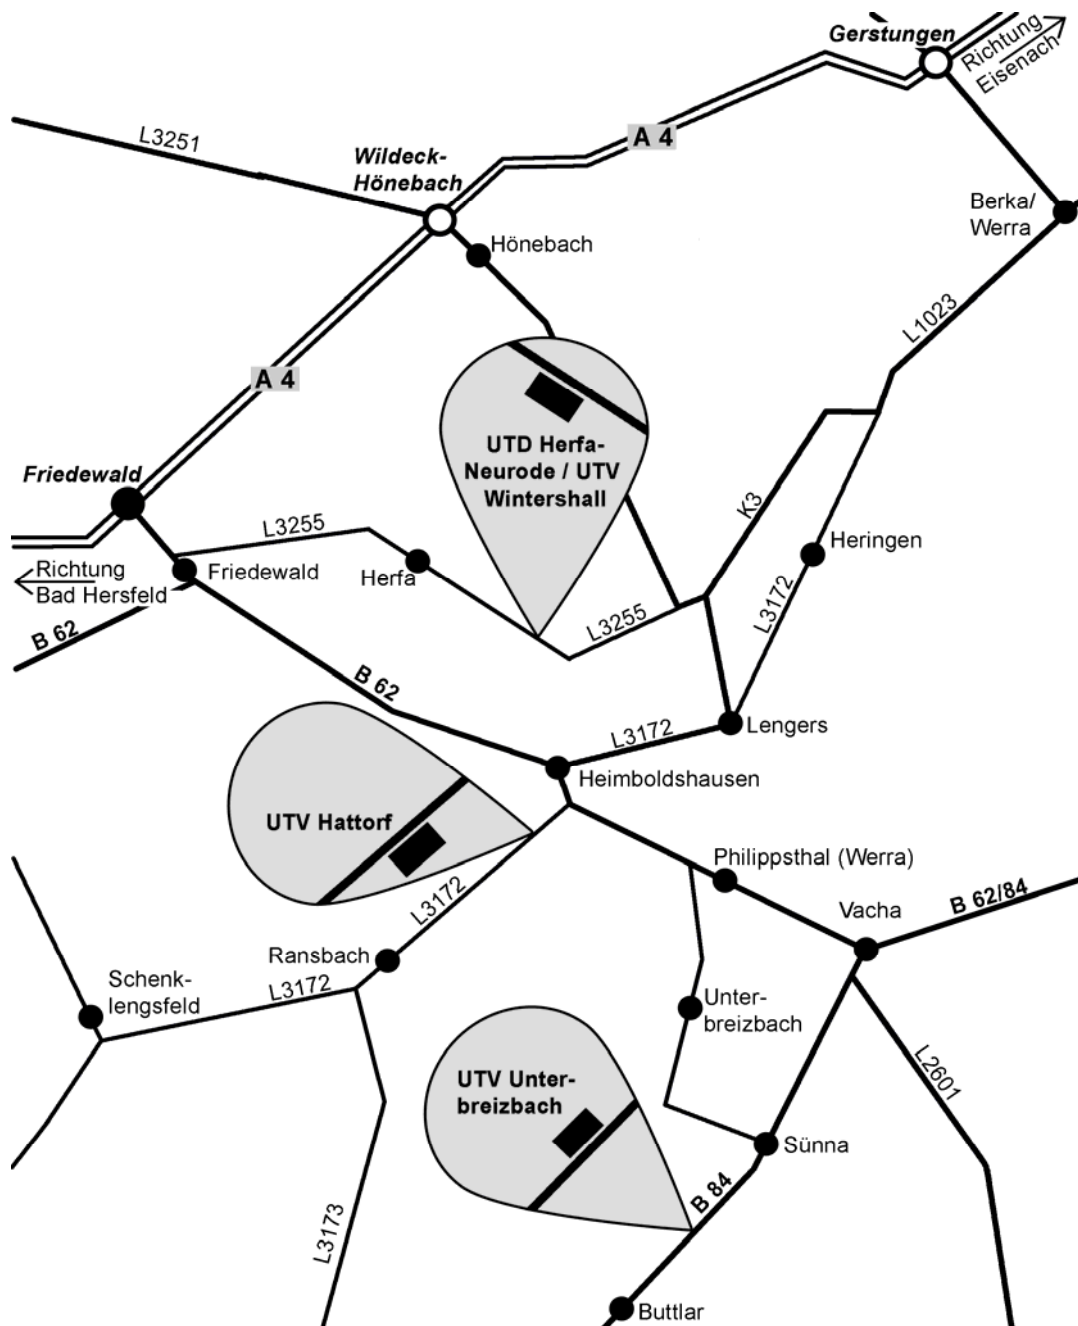 Gerstungen
Richtung
Eisenach
L3251
A 4
Wildeck-
Hönebach
Berka/
Werra
Hönebach
L1023
A 4
UTD Herfa-
Neurode / UTV
Wintershall
Friedewald
K3
L3255
Heringen
Richtung
Bad Hersfeld
Friedewald
Herfa
L3172
L3255
B 62
B 62
L3172
Lengers
Heimboldshausen
UTV Hattorf
Philippsthal (Werra)
B 62/84
L3172
Vacha
Ransbach
Schenk-
lengsfeld
L3172
Unter-
breizbach
L2601
UTV Unter-
breizbach
Sünna
B 84
L3173
Buttlar